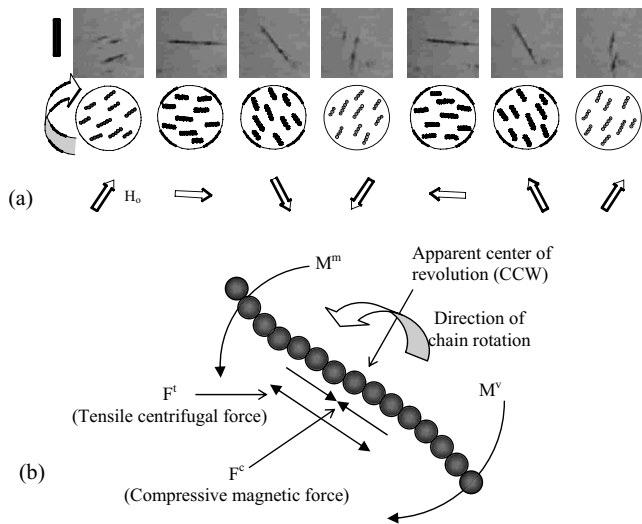 (a)
H₀
(b)
Mᵐ
Apparent center of
revolution (CCW)
Direction of
chain rotation
Fᵗ
(Tensile centrifugal force)
Mᵛ
Fᶜ
(Compressive magnetic force)